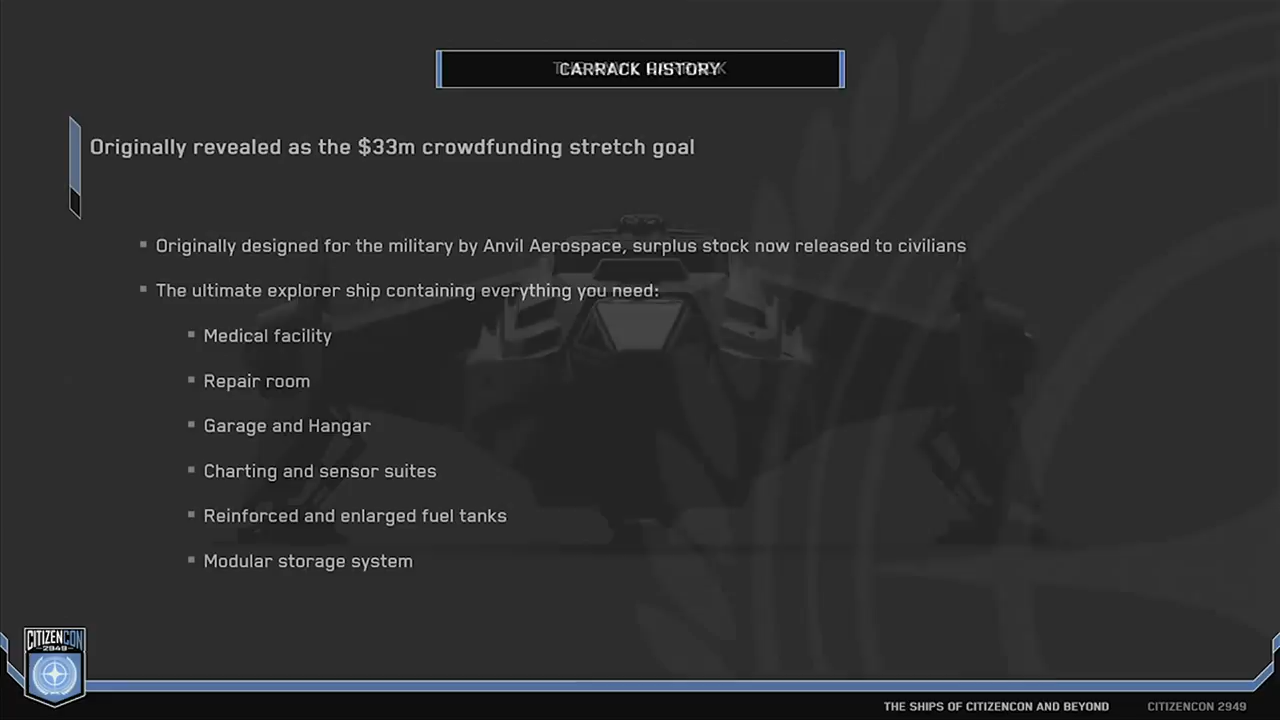 CARRACK HISTORY
Originally revealed as the $33m crowdfunding stretch goal
Originally designed for the military by Anvil Aerospace, surplus stock now released to civilians
The ultimate explorer ship containing everything you need:
Medical facility
Repair room
Garage and Hangar
Charting and sensor suites
Reinforced and enlarged fuel tanks
Modular storage system
CITIZENCON
2949
THE SHIPS OF CITIZENCON AND BEYOND CITIZENCON 2949